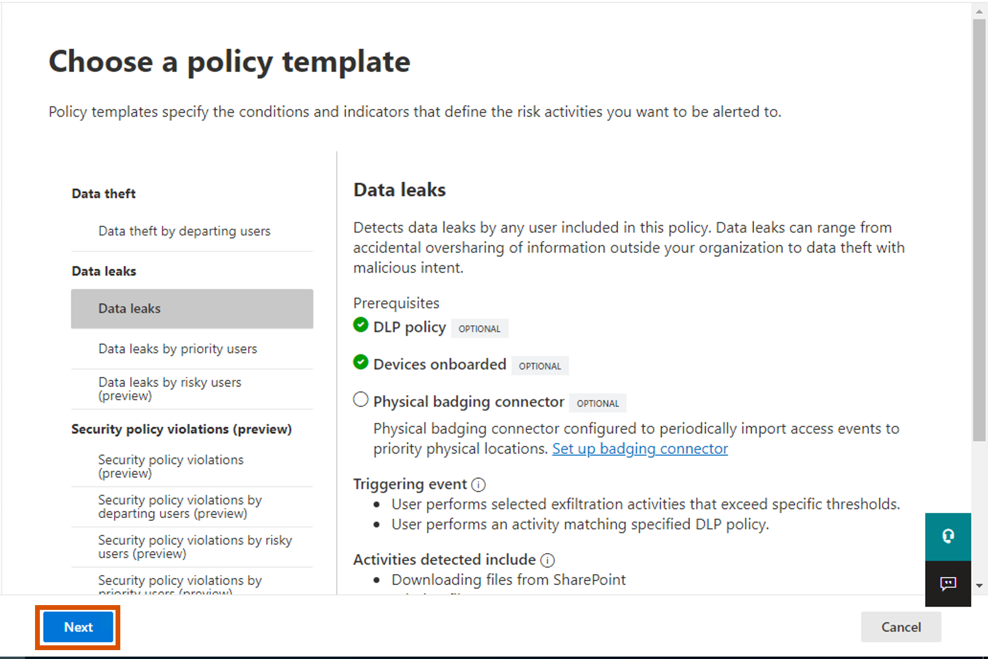 Choose a policy template
Policy templates specify the conditions and indicators that define the risk activities you want to be alerted to.
Data theft
Data theft by departing users
Data leaks
Data leaks
Data leaks by priority users
Data leaks by risky users
(preview)
Security policy violations (preview)
Security policy violations
(preview)
Security policy violations by
departing users (preview)
Security policy violations by risky
users (preview)
Security policy violations by
priority users (preview)
Data leaks
Detects data leaks by any user included in this policy. Data leaks can range from
accidental oversharing of information outside your organization to data theft with
malicious intent.
Prerequisites
DLP policy OPTIONAL
Devices onboarded OPTIONAL
Physical badging connector OPTIONAL
Physical badging connector configured to periodically import access events to
priority physical locations. Set up badging connector
Triggering event
User performs selected exfiltration activities that exceed specific thresholds.
User performs an activity matching specified DLP policy.
Activities detected include
Downloading files from SharePoint
Next
Cancel